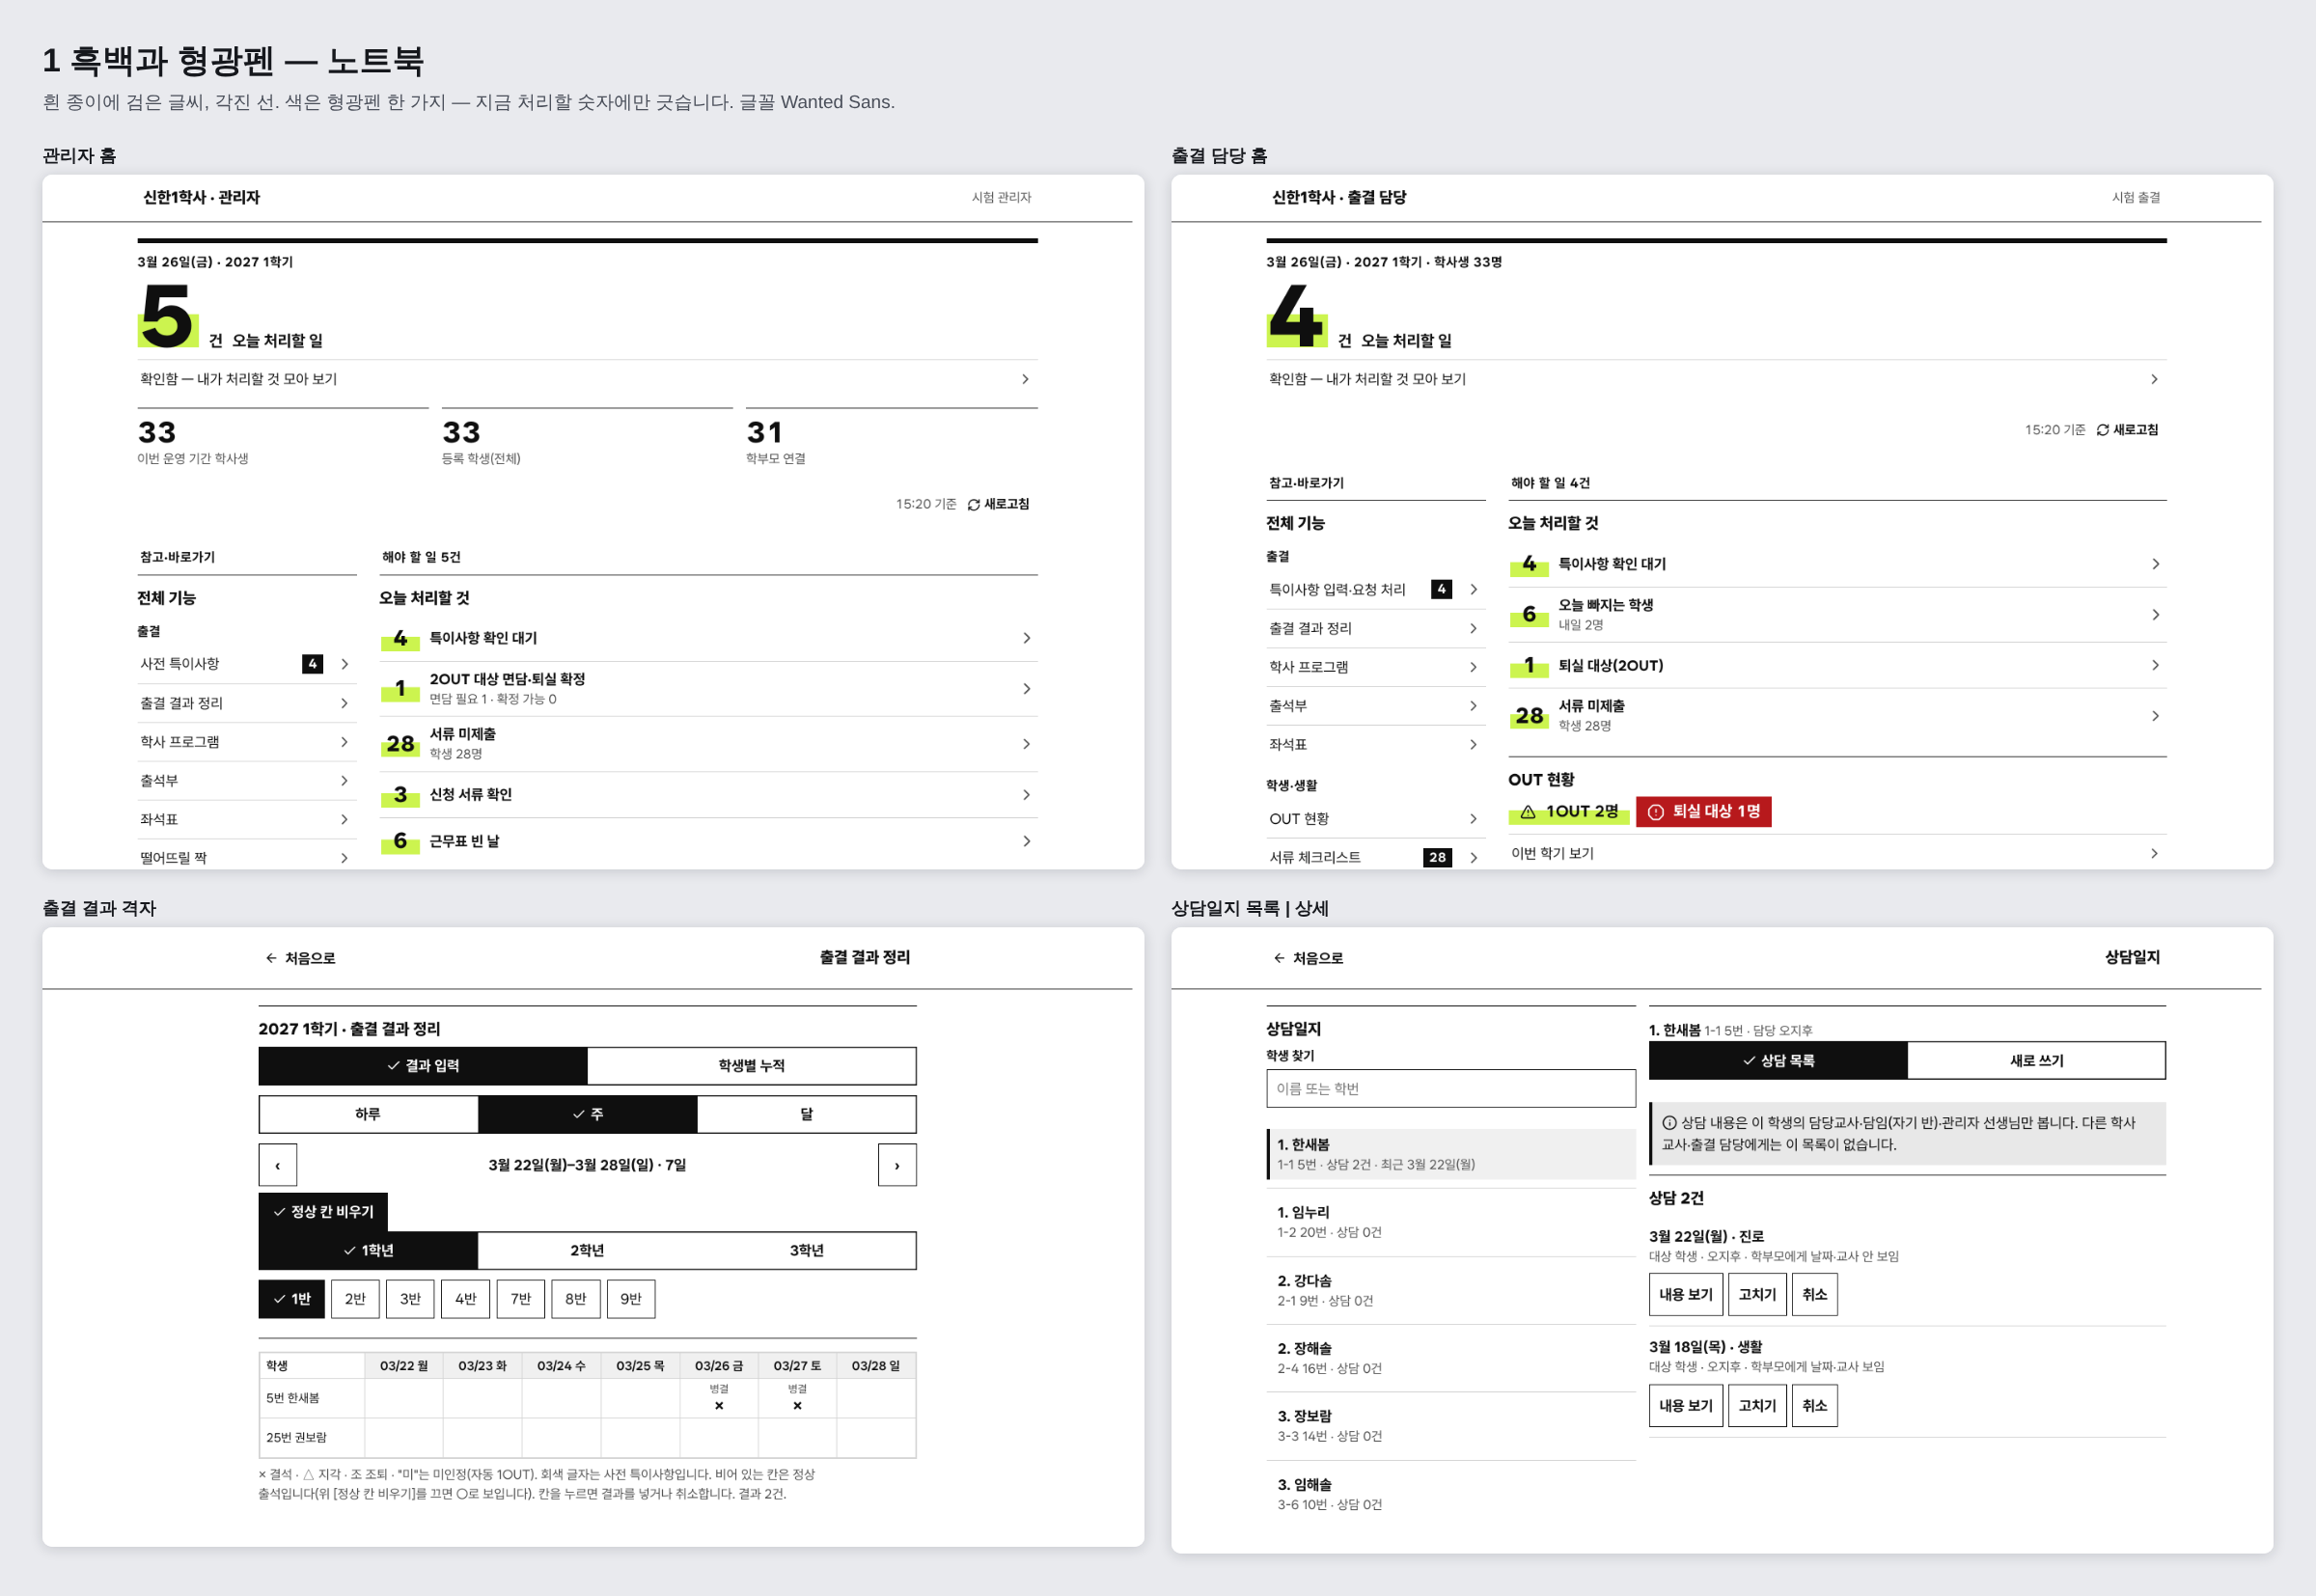 1 흑백과 형광펜 — 노트북
흰 종이에 검은 글씨, 각진 선. 색은 형광펜 한 가지 — 지금 처리할 숫자에만 긋습니다. 글꼴 Wanted Sans.
관리자 홈
신한1학사 · 관리자
시험 관리자
3월 26일(금) · 2027 1학기
5 건 오늘 처리할 일
확인함 — 내가 처리할 것 모아 보기
33
이번 운영 기간 학사생
33
등록 학생(전체)
31
학부모 연결
15:20 기준 새로고침
참고·바로가기
전체 기능
출결
사전 특이사항 4
출결 결과 정리
학사 프로그램
출석부
좌석표
떨어뜨릴 짝
해야 할 일 5건
오늘 처리할 것
4 특이사항 확인 대기
1 2OUT 대상 면담·퇴실 확정
면담 필요 1 · 확정 가능 0
28 서류 미제출
학생 28명
3 신청 서류 확인
6 근무표 빈 날
출결 담당 홈
신한1학사 · 출결 담당
시험 출결
3월 26일(금) · 2027 1학기 · 학사생 33명
4 건 오늘 처리할 일
확인함 — 내가 처리할 것 모아 보기
15:20 기준 새로고침
참고·바로가기
전체 기능
출결
특이사항 입력·요청 처리 4
출결 결과 정리
학사 프로그램
출석부
좌석표
학생·생활
OUT 현황
서류 체크리스트 28
해야 할 일 4건
오늘 처리할 것
4 특이사항 확인 대기
6 오늘 빠지는 학생
내일 2명
1 퇴실 대상(2OUT)
28 서류 미제출
학생 28명
OUT 현황
1OUT 2명 퇴실 대상 1명
이번 학기 보기
출결 결과 격자
← 처음으로
출결 결과 정리
2027 1학기 · 출결 결과 정리
✓ 결과 입력 학생별 누적
하루 ✓ 주 달
‹ 3월 22일(월)–3월 28일(일) · 7일 ›
✓ 정상 칸 비우기
✓ 1학년 2학년 3학년
✓ 1반 2반 3반 4반 7반 8반 9반
학생 03/22 월 03/23 화 03/24 수 03/25 목 03/26 금 03/27 토 03/28 일
5번 한새봄 병결 × 병결 ×
25번 권보람
× 결석 · △ 지각 · 조 조퇴 · "미"는 미인정(자동 1OUT). 회색 글자는 사전 특이사항입니다. 비어 있는 칸은 정상
출석입니다(위 [정상 칸 비우기]를 끄면 ○로 보입니다). 칸을 누르면 결과를 넣거나 취소합니다. 결과 2건.
상담일지 목록 | 상세
← 처음으로
상담일지
상담일지
학생 찾기
이름 또는 학번
1. 한새봄
1-1 5번 · 상담 2건 · 최근 3월 22일(월)
1. 임누리
1-2 20번 · 상담 0건
2. 강다솜
2-1 9번 · 상담 0건
2. 장해솔
2-4 16번 · 상담 0건
3. 장보람
3-3 14번 · 상담 0건
3. 임해솔
3-6 10번 · 상담 0건
1. 한새봄 1-1 5번 · 담당 오지후
✓ 상담 목록 새로 쓰기
상담 내용은 이 학생의 담당교사·담임(자기 반)·관리자 선생님만 봅니다. 다른 학사
교사·출결 담당에게는 이 목록이 없습니다.
상담 2건
3월 22일(월) · 진로
대상 학생 · 오지후 · 학부모에게 날짜·교사 안 보임
내용 보기 고치기 취소
3월 18일(목) · 생활
대상 학생 · 오지후 · 학부모에게 날짜·교사 보임
내용 보기 고치기 취소